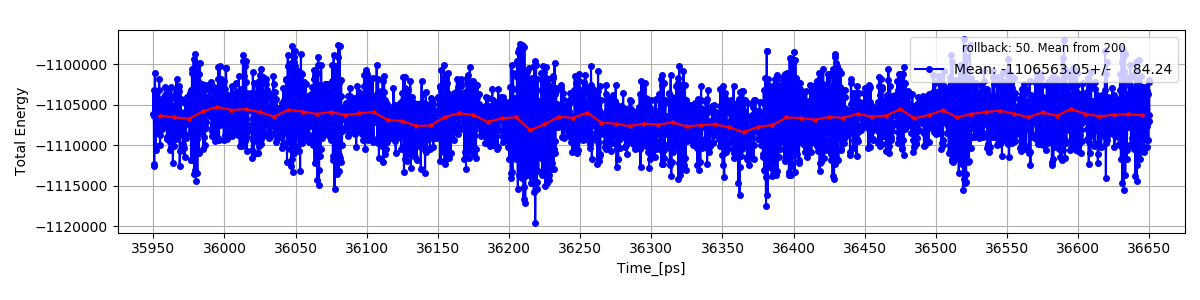 rollback: 50. Mean from 200
Mean: -1106563.05+/- 84.24
Total Energy
−1100000
−1105000
−1110000
−1115000
−1120000
35950 36000 36050 36100 36150 36200 36250 36300 36350 36400 36450 36500 36550 36600 36650
Time_[ps]